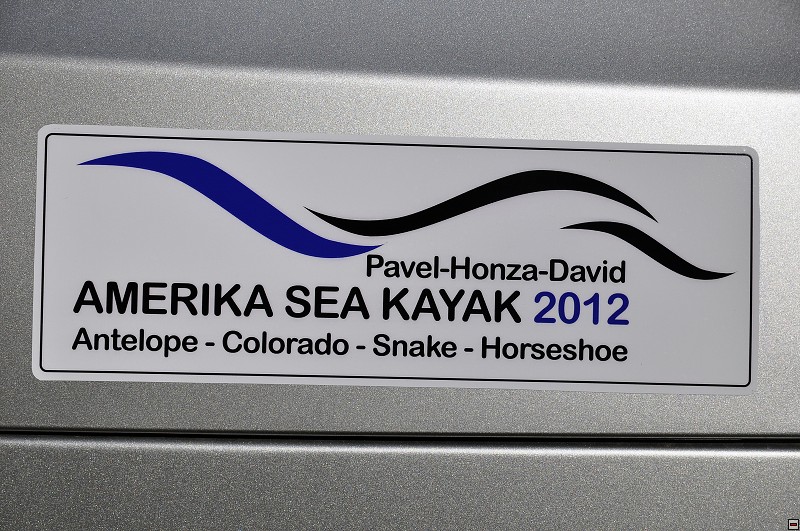 Pavel-Honza-David
AMERIKA SEA KAYAK 2012
Antelope - Colorado - Snake - Horseshoe